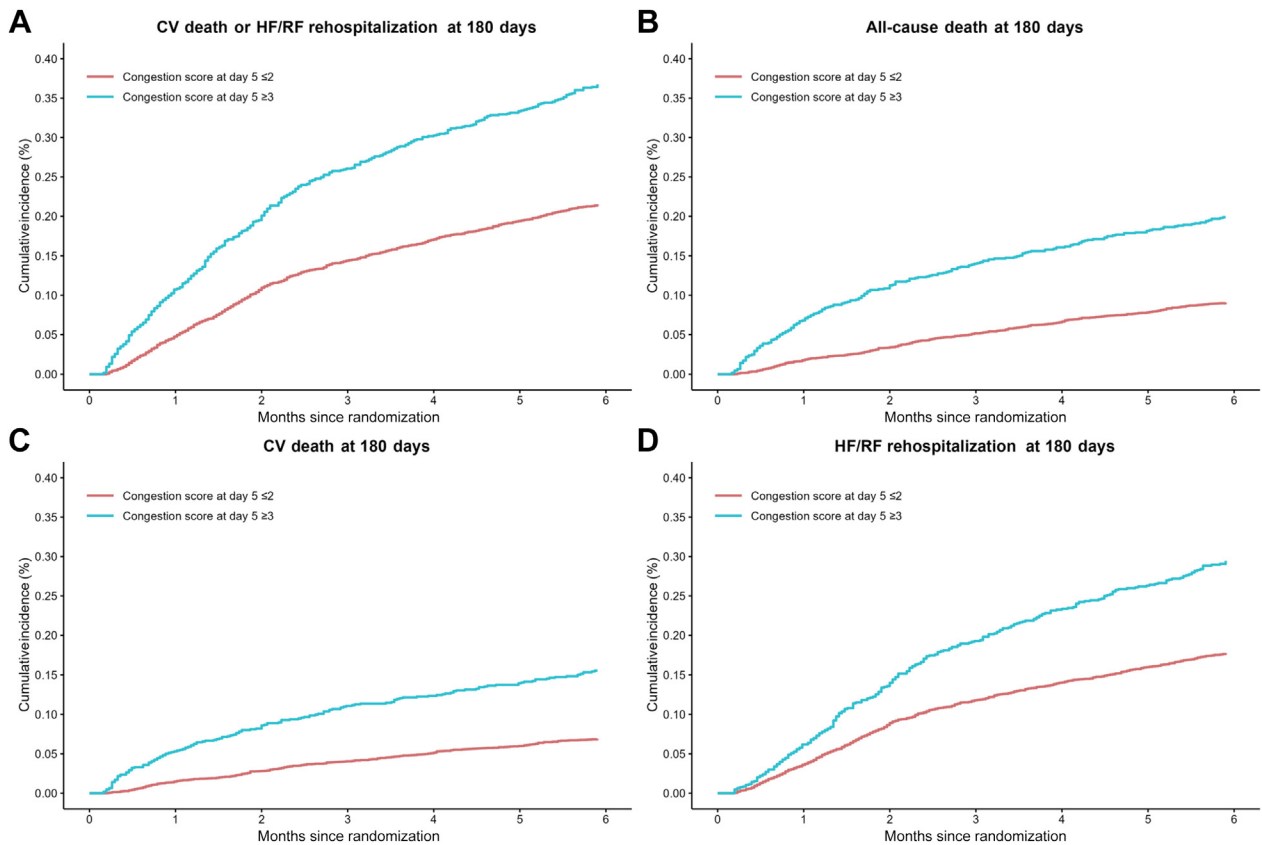 A
CV death or HF/RF rehospitalization at 180 days
Cumulativeincidence (%)
0.40
0.35
0.30
0.25
0.20
0.15
0.10
0.05
0.00
Congestion score at day 5 ≤2
Congestion score at day 5 ≥3
0 1 2 3 4 5 6
Months since randomization
B
All-cause death at 180 days
Cumulativeincidence (%)
0.40
0.35
0.30
0.25
0.20
0.15
0.10
0.05
0.00
Congestion score at day 5 ≤2
Congestion score at day 5 ≥3
0 1 2 3 4 5 6
Months since randomization
C
CV death at 180 days
Cumulativeincidence (%)
0.40
0.35
0.30
0.25
0.20
0.15
0.10
0.05
0.00
Congestion score at day 5 ≤2
Congestion score at day 5 ≥3
0 1 2 3 4 5 6
Months since randomization
D
HF/RF rehospitalization at 180 days
Cumulativeincidence (%)
0.40
0.35
0.30
0.25
0.20
0.15
0.10
0.05
0.00
Congestion score at day 5 ≤2
Congestion score at day 5 ≥3
0 1 2 3 4 5 6
Months since randomization